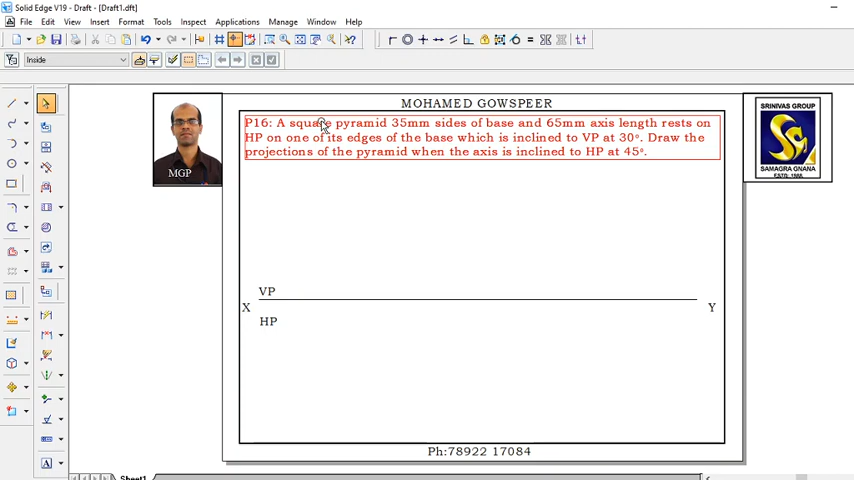 Solid Edge V19 - Draft - [Draft1.dft]
File Edit View Insert Format Tools Inspect Applications Manage Window Help
Inside
MOHAMED GOWSPEER
P16: A square pyramid 35mm sides of base and 65mm axis length rests on
HP on one of its edges of the base which is inclined to VP at 30°. Draw the
projections of the pyramid when the axis is inclined to HP at 45°.
MGP
SRINIVAS GROUP
SAMAGRA GNANA
ESTD: 1988
VP
X Y
HP
Ph:78922 17084
Sheet1
A